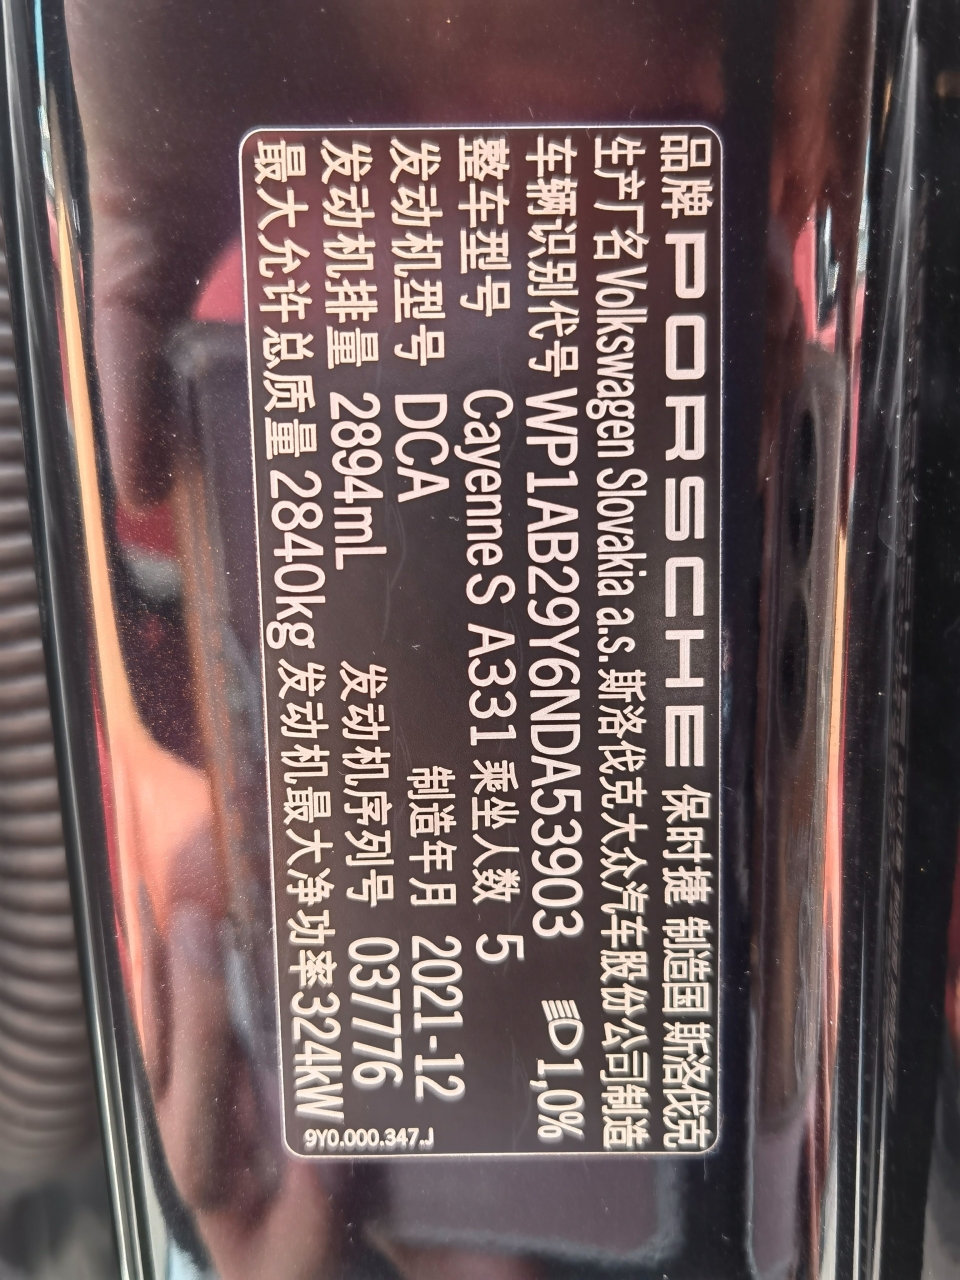 品牌 PORSCHE 保时捷 制造国 斯洛伐克
生产厂名 Volkswagen Slovakia a.s. 斯洛伐克大众汽车股份公司制造
车辆识别代号 WP1AB29Y6NDA53903 1,0%
整车型号 Cayenne S A331 乘坐人数 5
发动机型号 DCA 制造年月 2021-12
发动机排量 2894mL 发动机序列号 037776
最大允许总质量 2840kg 发动机最大净功率 324kW
9Y0.000.347.J